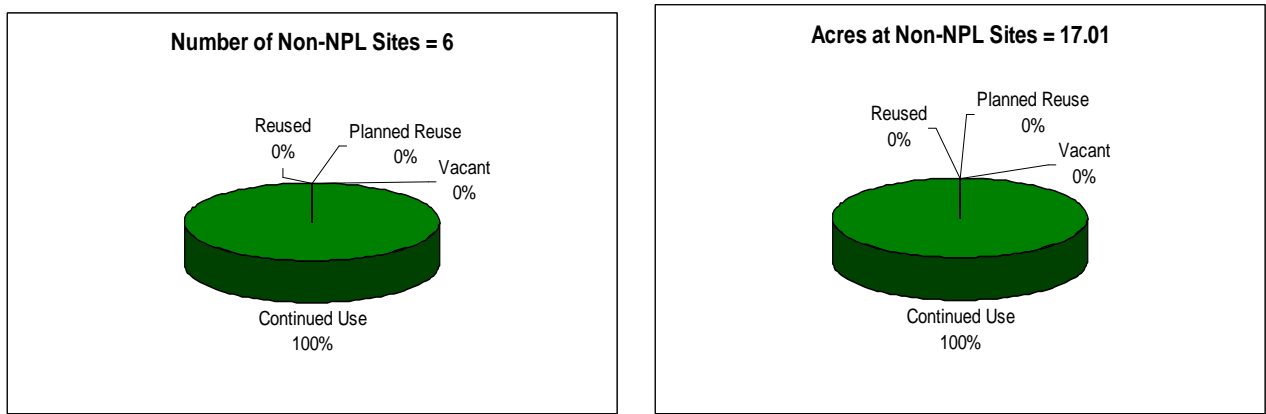 Number of Non-NPL Sites = 6
Reused
0%
Planned Reuse
0%
Vacant
0%
Continued Use
100%
Acres at Non-NPL Sites = 17.01
Reused
0%
Planned Reuse
0%
Vacant
0%
Continued Use
100%